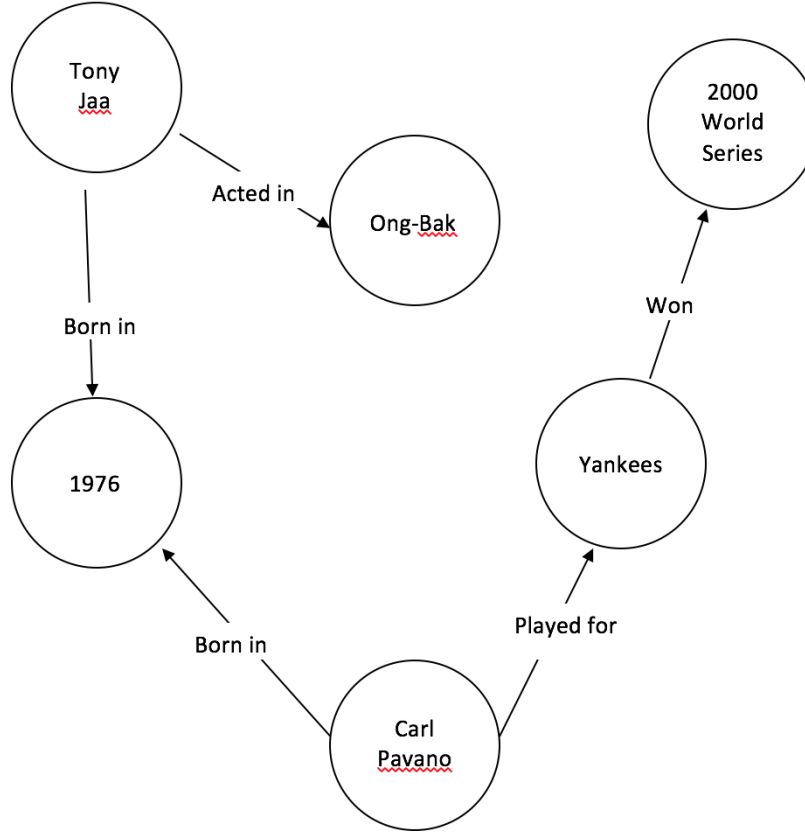 Tony
Jaa
2000
World
Series
Acted in
Ong-Bak
Won
Born in
Yankees
1976
Played for
Born in
Carl
Pavano